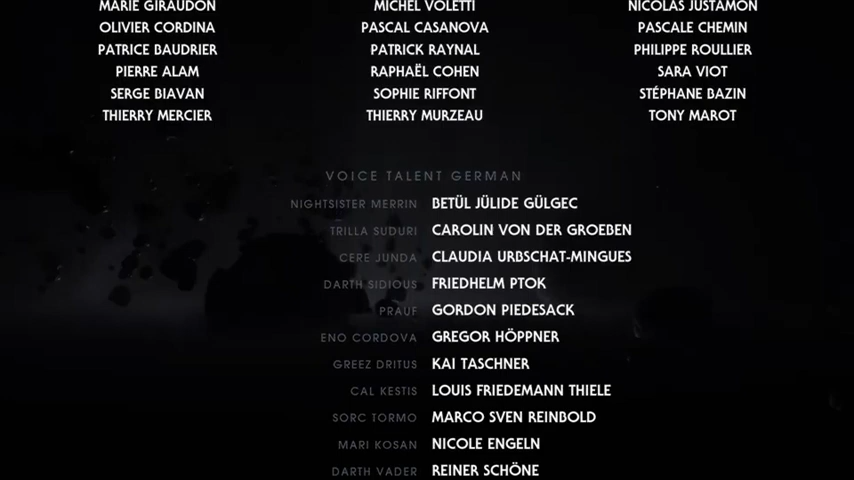 MARIE GIRAUDON MICHEL VOLETTI NICOLAS JUSTAMON
OLIVIER CORDINA PASCAL CASANOVA PASCALE CHEMIN
PATRICE BAUDRIER PATRICK RAYNAL PHILIPPE ROULLIER
PIERRE ALAM RAPHAËL COHEN SARA VIOT
SERGE BIAVAN SOPHIE RIFFONT STÉPHANE BAZIN
THIERRY MERCIER THIERRY MURZEAU TONY MAROT
VOICE TALENT GERMAN
NIGHTSISTER MERRIN BETÜL JÜLIDE GÜLGEC
TRILLA SUDURI CAROLIN VON DER GROEBEN
CERE JUNDA CLAUDIA URBSCHAT-MINGUES
DARTH SIDIOUS FRIEDHELM PTOK
PRAUF GORDON PIEDESACK
ENO CORDOVA GREGOR HÖPPNER
GREEZ DRITUS KAI TASCHNER
CAL KESTIS LOUIS FRIEDEMANN THIELE
SORC TORMO MARCO SVEN REINBOLD
MARI KOSAN NICOLE ENGELN
DARTH VADER REINER SCHÖNE